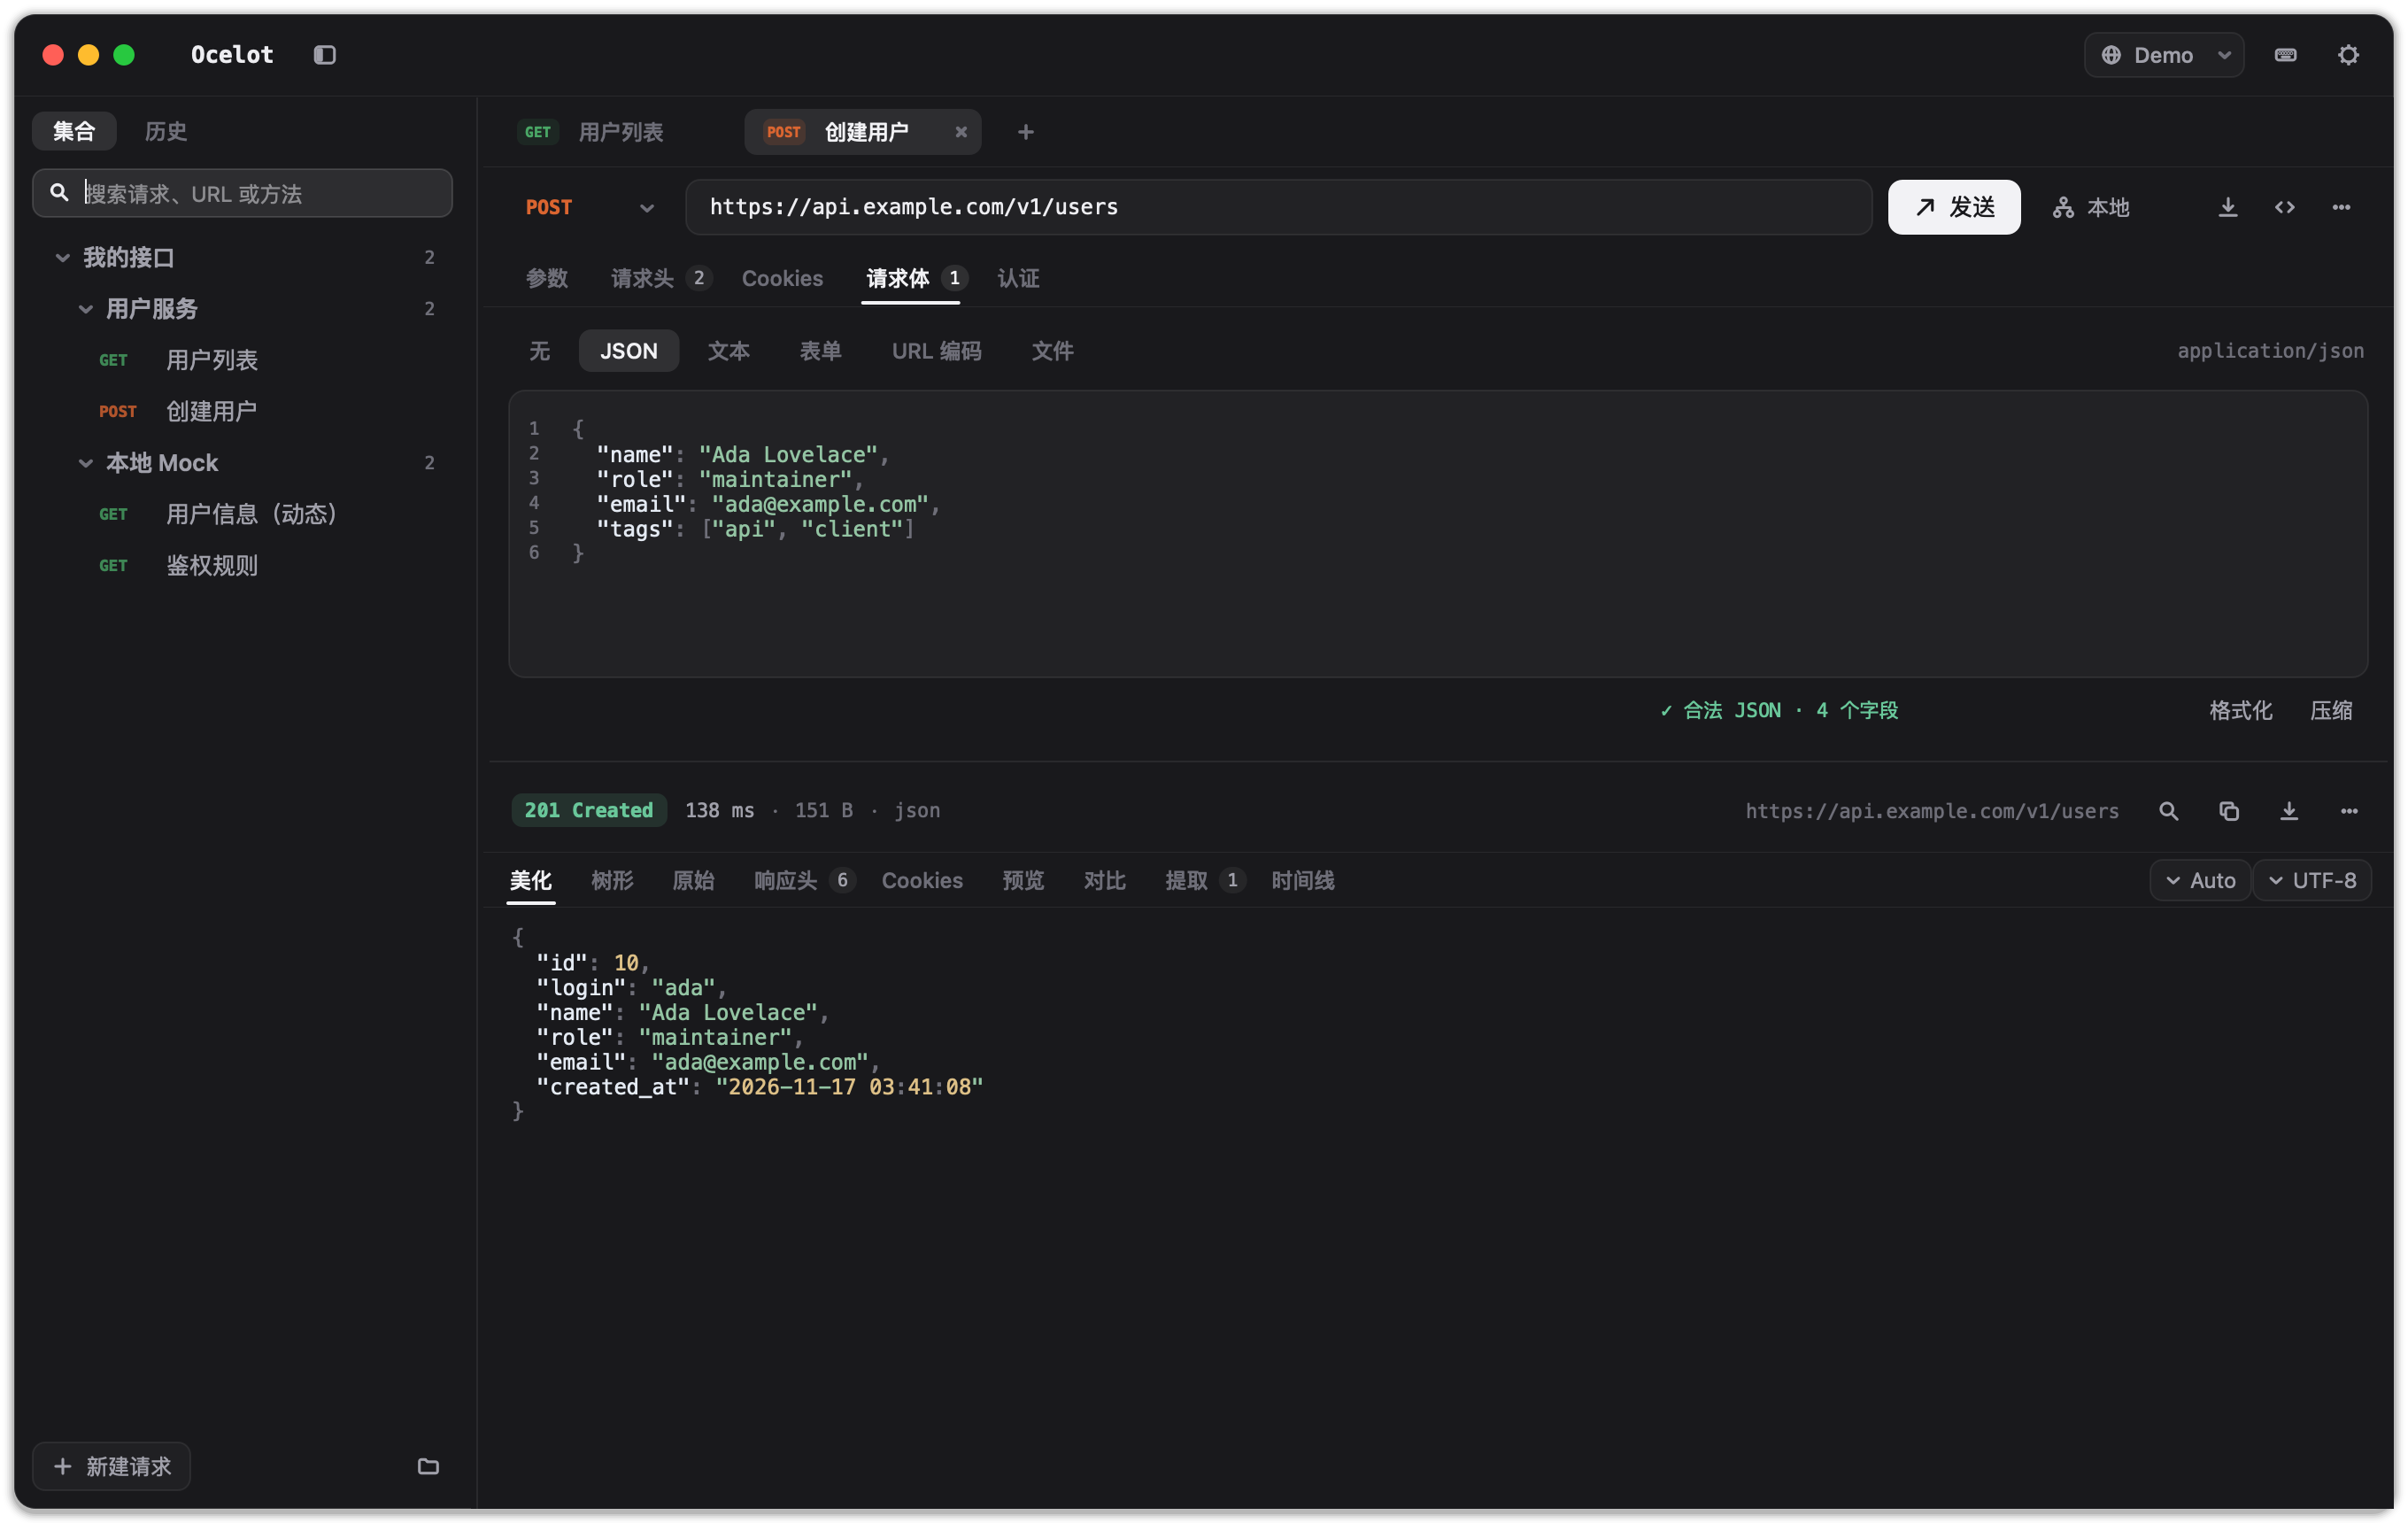 Ocelot
Demo
集合 历史
搜索请求、URL 或方法
我的接口 2
用户服务 2
GET 用户列表
POST 创建用户
本地 Mock 2
GET 用户信息（动态）
GET 鉴权规则
新建请求
GET 用户列表 POST 创建用户
POST https://api.example.com/v1/users 发送 本地
参数 请求头 2 Cookies 请求体 1 认证
无 JSON 文本 表单 URL 编码 文件 application/json
1 {
2 "name": "Ada Lovelace",
3 "role": "maintainer",
4 "email": "ada@example.com",
5 "tags": ["api", "client"]
6 }
✓ 合法 JSON · 4 个字段 格式化 压缩
201 Created 138 ms · 151 B · json https://api.example.com/v1/users
美化 树形 原始 响应头 6 Cookies 预览 对比 提取 1 时间线 Auto UTF-8
{
"id": 10,
"login": "ada",
"name": "Ada Lovelace",
"role": "maintainer",
"email": "ada@example.com",
"created_at": "2026-11-17 03:41:08"
}